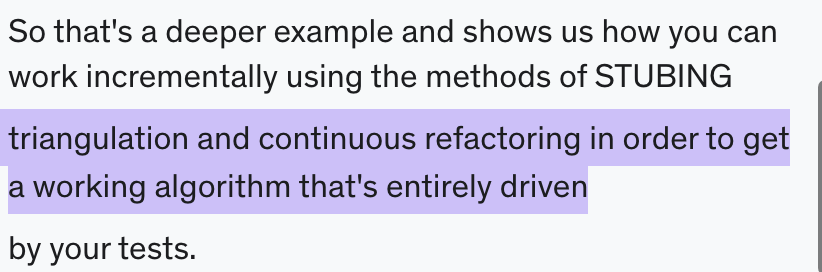 So that's a deeper example and shows us how you can
work incrementally using the methods of STUBING
triangulation and continuous refactoring in order to get
a working algorithm that's entirely driven
by your tests.